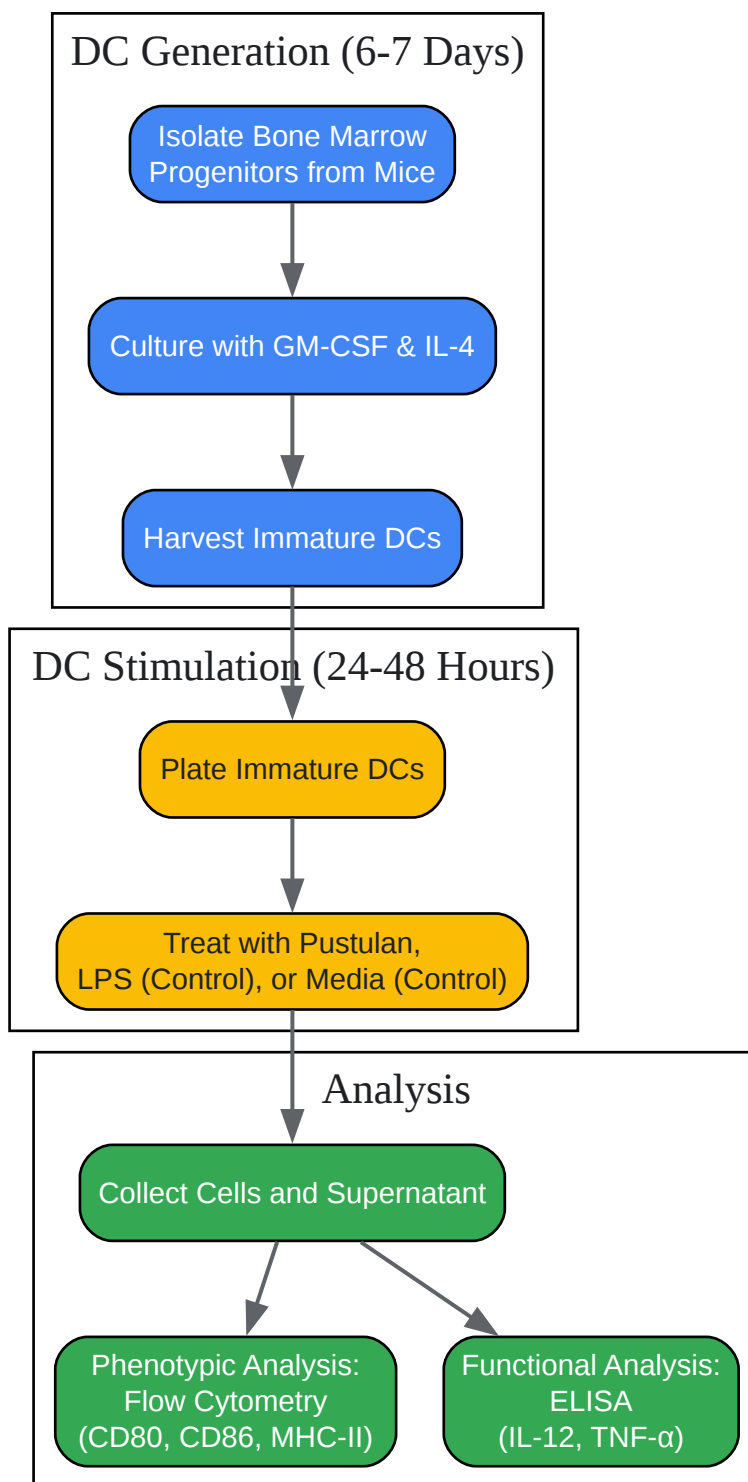 DC Generation (6-7 Days)
Isolate Bone Marrow
Progenitors from Mice
Culture with GM-CSF & IL-4
Harvest Immature DCs
DC Stimulation (24-48 Hours)
Plate Immature DCs
Treat with Pustulan,
LPS (Control), or Media (Control)
Analysis
Collect Cells and Supernatant
Phenotypic Analysis:
Flow Cytometry
(CD80, CD86, MHC-II)
Functional Analysis:
ELISA
(IL-12, TNF-α)